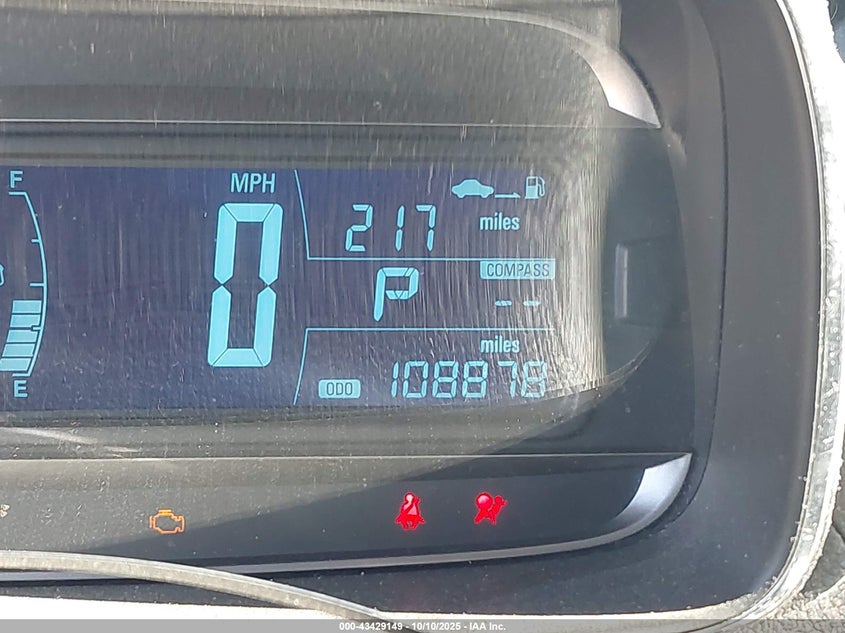 F
MPH
217
miles
0
P
COMPASS
--
miles
E
ODO
108878
000-43429149 - 10/10/2025 - IAA Inc.